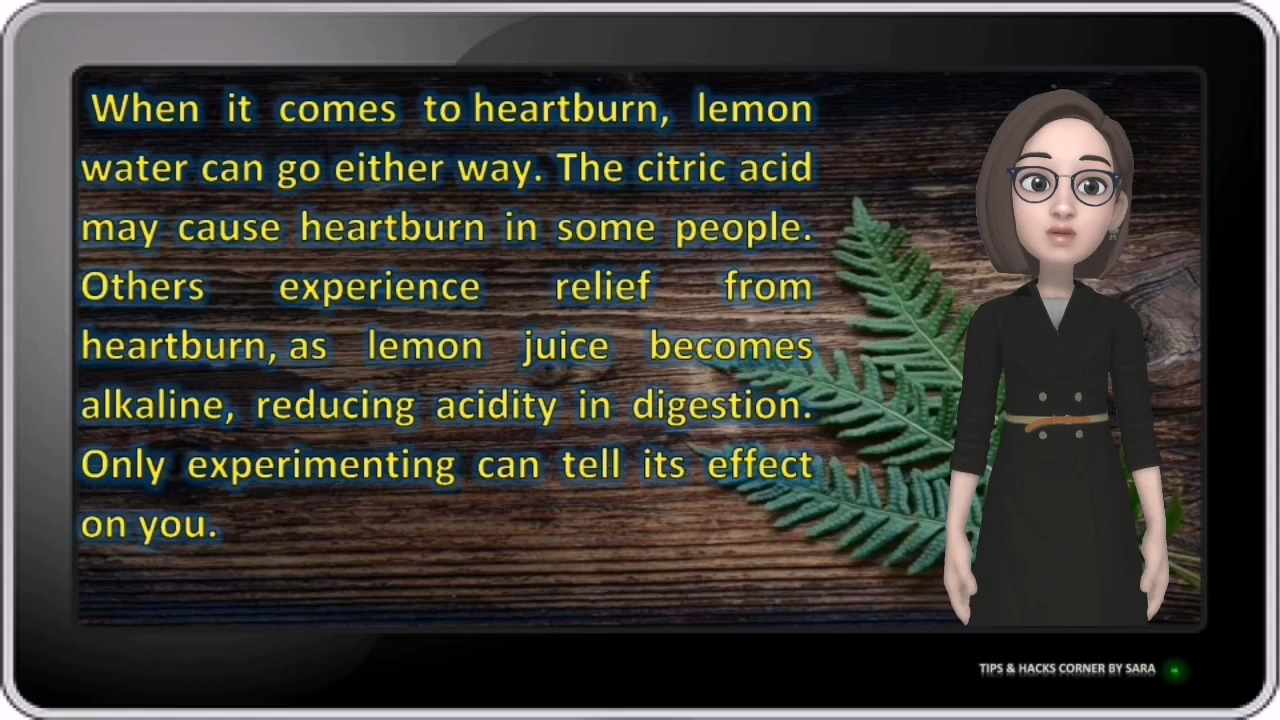 When it comes to heartburn, lemon
water can go either way. The citric acid
may cause heartburn in some people.
Others experience relief from
heartburn, as lemon juice becomes
alkaline, reducing acidity in digestion.
Only experimenting can tell its effect
on you.
TIPS & HACKS CORNER BY SARA